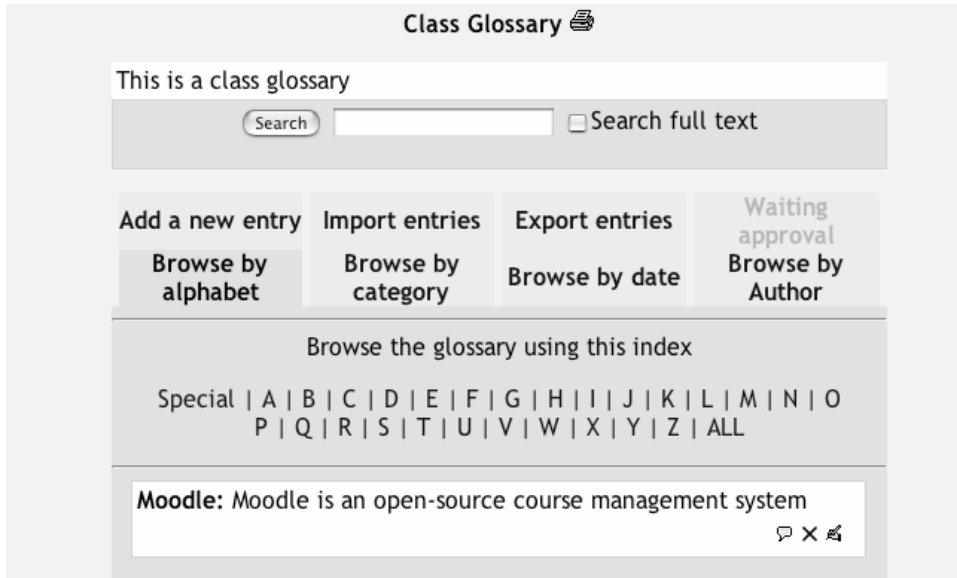 Class Glossary
This is a class glossary
Search Search full text
Add a new entry Import entries Export entries Waiting approval
Browse by alphabet Browse by category Browse by date Browse by Author
Browse the glossary using this index
Special | A | B | C | D | E | F | G | H | I | J | K | L | M | N | O
P | Q | R | S | T | U | V | W | X | Y | Z | ALL
Moodle: Moodle is an open-source course management system